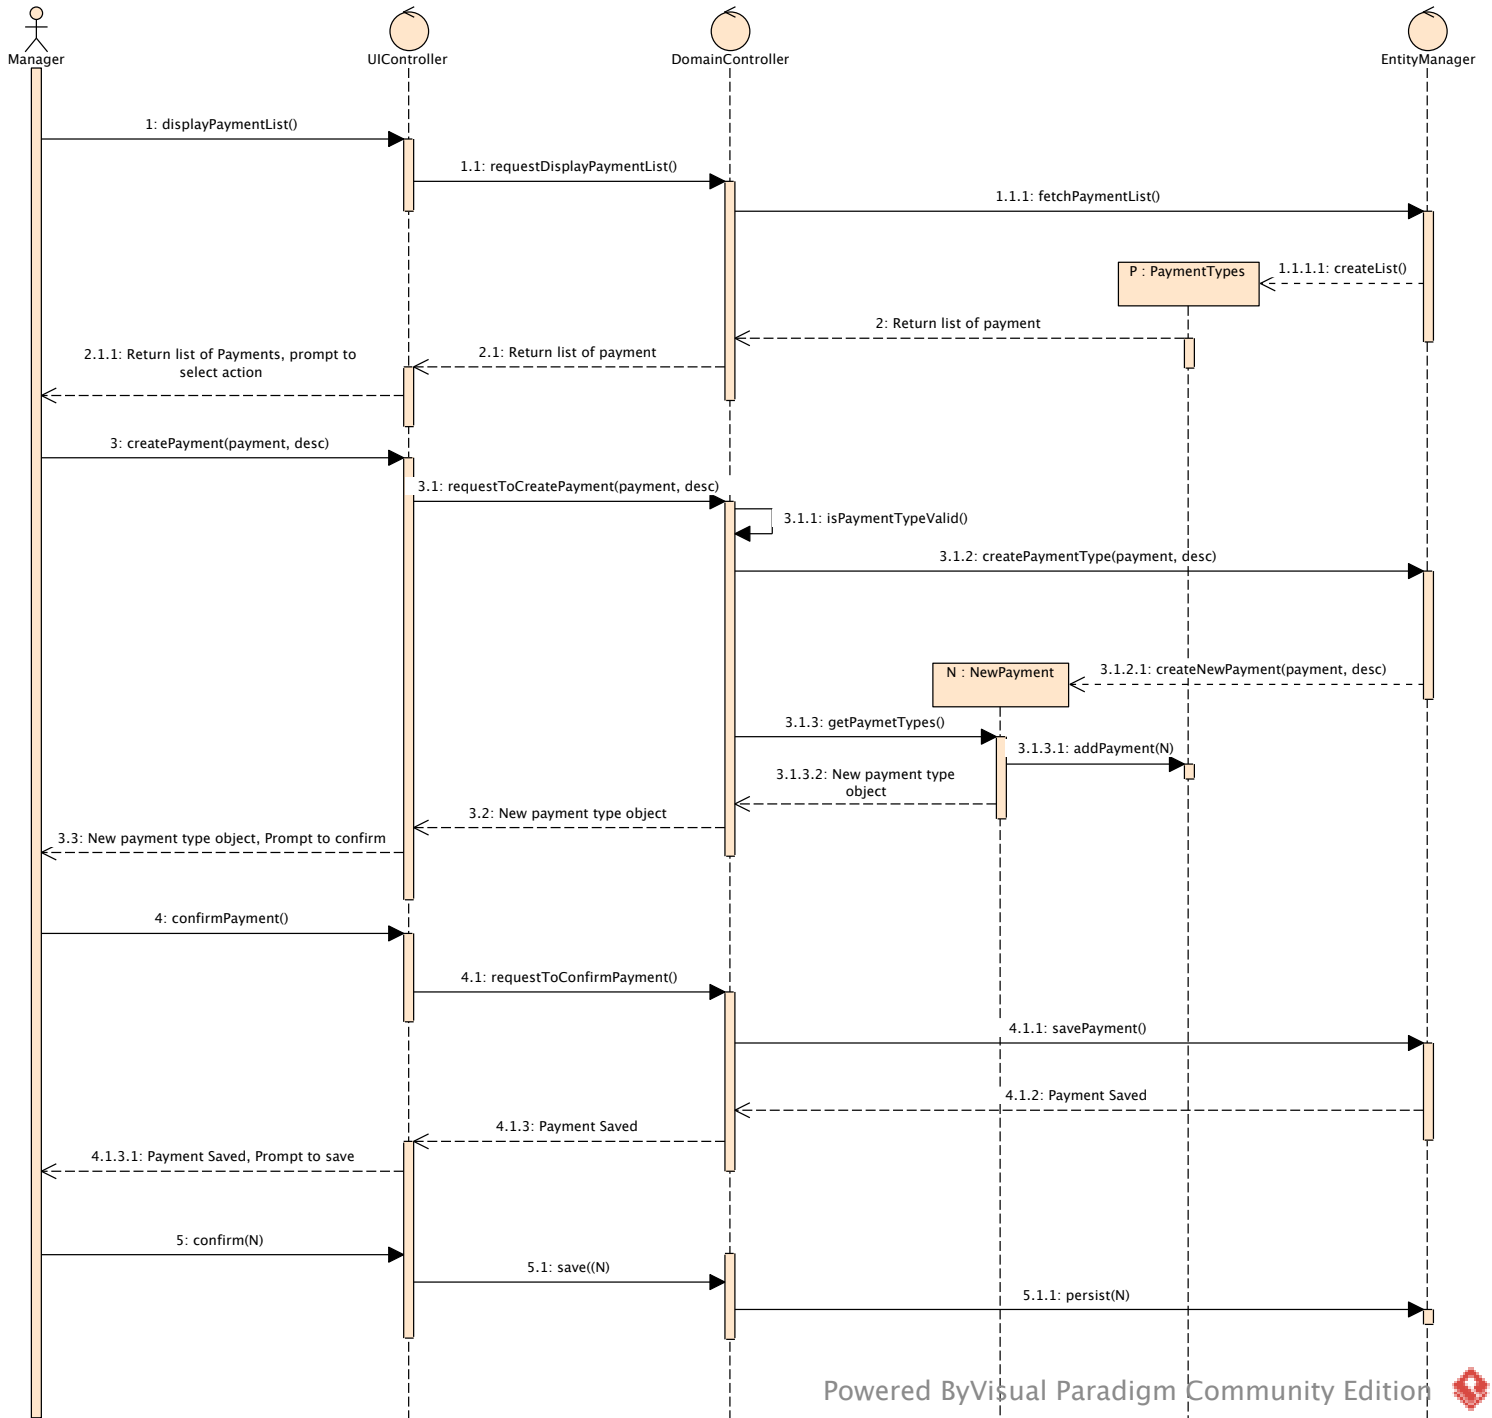 Manager
UIController
DomainController
EntityManager
1: displayPaymentList()
1.1: requestDisplayPaymentList()
1.1.1: fetchPaymentList()
P : PaymentTypes
1.1.1.1: createList()
2: Return list of payment
2.1: Return list of payment
2.1.1: Return list of Payments, prompt to
select action
3: createPayment(payment, desc)
3.1: requestToCreatePayment(payment, desc)
3.1.1: isPaymentTypeValid()
3.1.2: createPaymentType(payment, desc)
N : NewPayment
3.1.2.1: createNewPayment(payment, desc)
3.1.3: getPaymetTypes()
3.1.3.1: addPayment(N)
3.1.3.2: New payment type
object
3.2: New payment type object
3.3: New payment type object, Prompt to confirm
4: confirmPayment()
4.1: requestToConfirmPayment()
4.1.1: savePayment()
4.1.2: Payment Saved
4.1.3: Payment Saved
4.1.3.1: Payment Saved, Prompt to save
5: confirm(N)
5.1: save((N)
5.1.1: persist(N)
Powered ByVisual Paradigm Community Edition